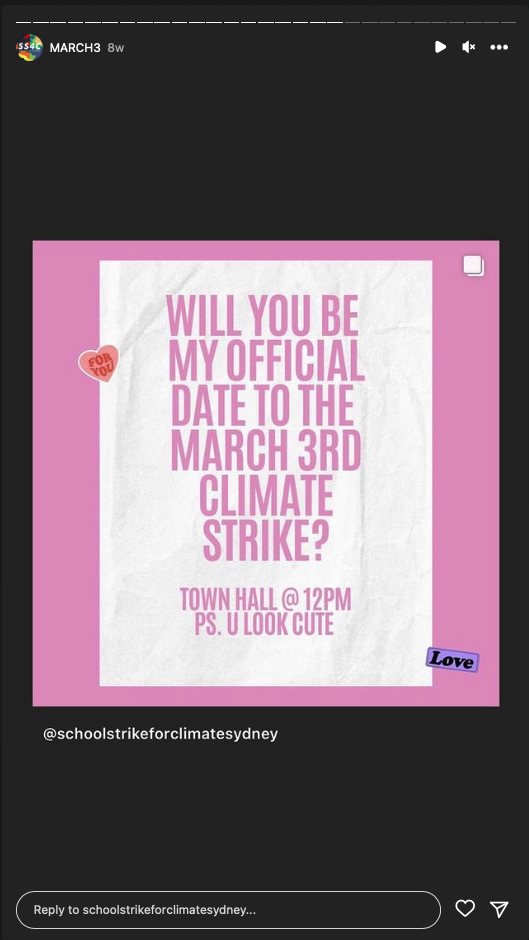 SS4C
MARCH3 8w
WILL YOU BE
MY OFFICIAL
DATE TO THE
MARCH 3RD
CLIMATE
STRIKE?
FOR
YOU
TOWN HALL @ 12PM
PS. U LOOK CUTE
Love
@schoolstrikeforclimatesydney
Reply to schoolstrikeforclimatesydney...